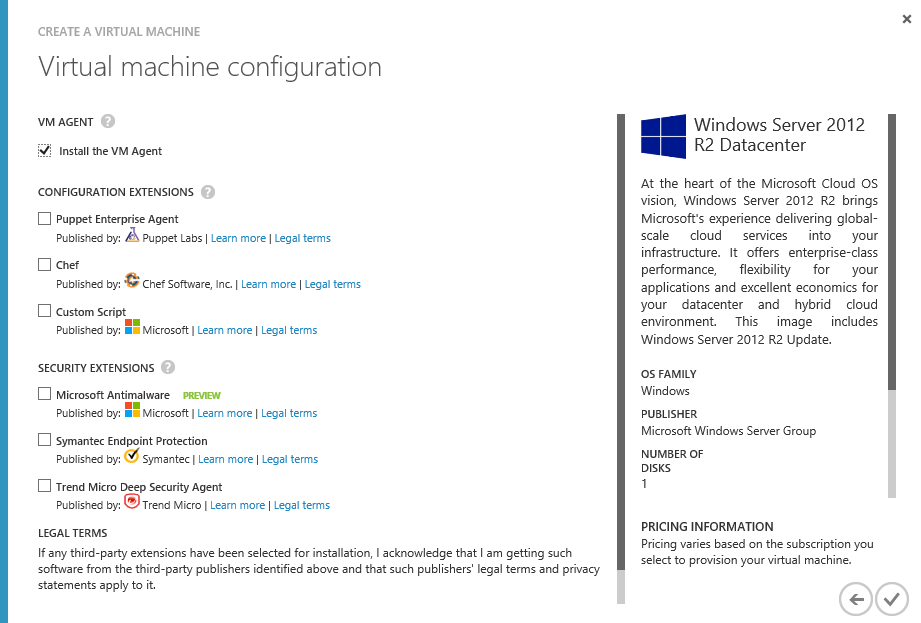 CREATE A VIRTUAL MACHINE
Virtual machine configuration
VM AGENT ?
Install the VM Agent
CONFIGURATION EXTENSIONS ?
Puppet Enterprise Agent
Published by: Puppet Labs | Learn more | Legal terms
Chef
Published by: Chef Software, Inc. | Learn more | Legal terms
Custom Script
Published by: Microsoft | Learn more | Legal terms
SECURITY EXTENSIONS ?
Microsoft Antimalware PREVIEW
Published by: Microsoft | Learn more | Legal terms
Symantec Endpoint Protection
Published by: Symantec | Learn more | Legal terms
Trend Micro Deep Security Agent
Published by: Trend Micro | Learn more | Legal terms
LEGAL TERMS
If any third-party extensions have been selected for installation, I acknowledge that I am getting such
software from the third-party publishers identified above and that such publishers' legal terms and privacy
statements apply to it.
Windows Server 2012
R2 Datacenter
At the heart of the Microsoft Cloud OS
vision, Windows Server 2012 R2 brings
Microsoft's experience delivering global-
scale cloud services into your
infrastructure. It offers enterprise-class
performance, flexibility for your
applications and excellent economics for
your datacenter and hybrid cloud
environment. This image includes
Windows Server 2012 R2 Update.
OS FAMILY
Windows
PUBLISHER
Microsoft Windows Server Group
NUMBER OF
DISKS
1
PRICING INFORMATION
Pricing varies based on the subscription you
select to provision your virtual machine.